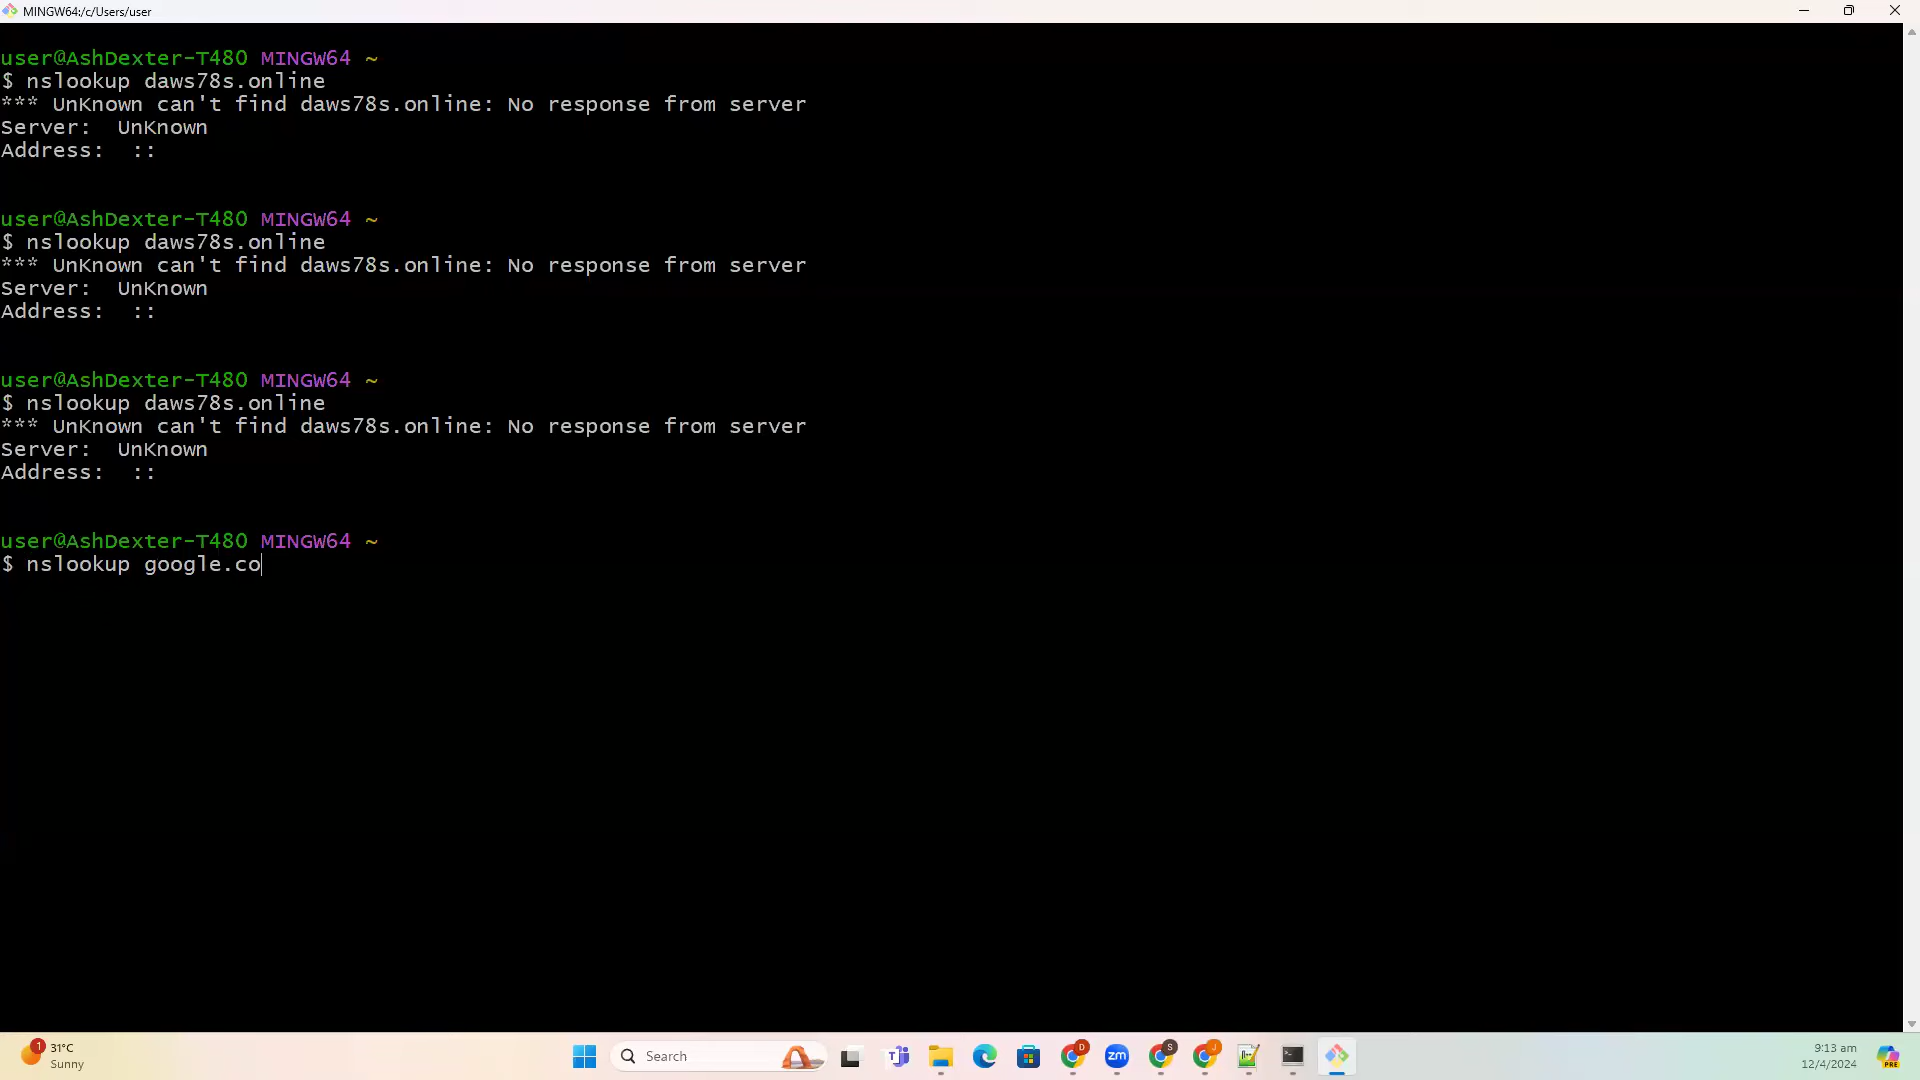 MINGW64:/c/Users/user
user@AshDexter-T480 MINGW64 ~
$ nslookup daws78s.online
*** UnKnown can't find daws78s.online: No response from server
Server:  UnKnown
Address:  ::
user@AshDexter-T480 MINGW64 ~
$ nslookup daws78s.online
*** UnKnown can't find daws78s.online: No response from server
Server:  UnKnown
Address:  ::
user@AshDexter-T480 MINGW64 ~
$ nslookup daws78s.online
*** UnKnown can't find daws78s.online: No response from server
Server:  UnKnown
Address:  ::
user@AshDexter-T480 MINGW64 ~
$ nslookup google.co
1
31°C
Sunny
Search
T
D
zm
S
J
PRE
9:13 am
12/4/2024